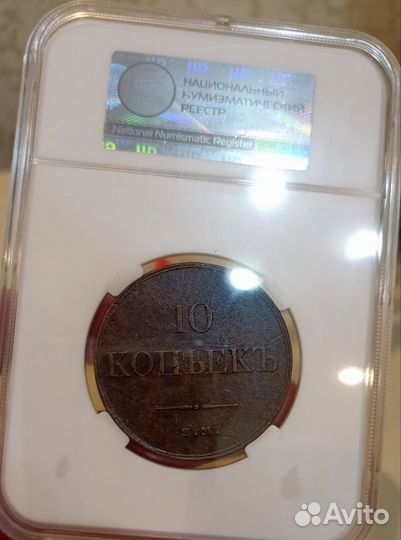 НАЦИОНАЛЬНЫЙ
НУМИЗМАТИЧЕСКИЙ
РЕЕСТР
National Numismatic Register
10
КОПѢЕКЪ
Е.М.
Avito